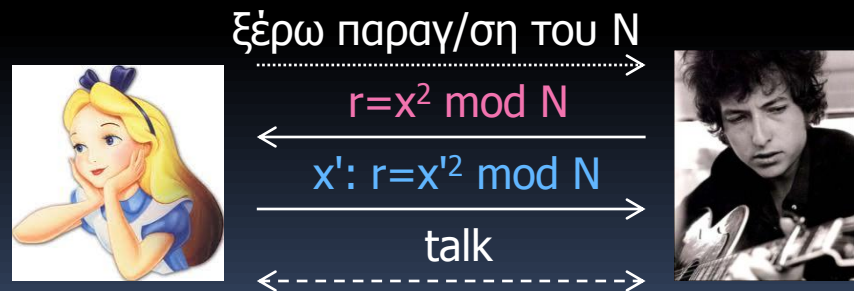 ξέρω παραγ/ση του N
r=x² mod N
x': r=x'² mod N
talk